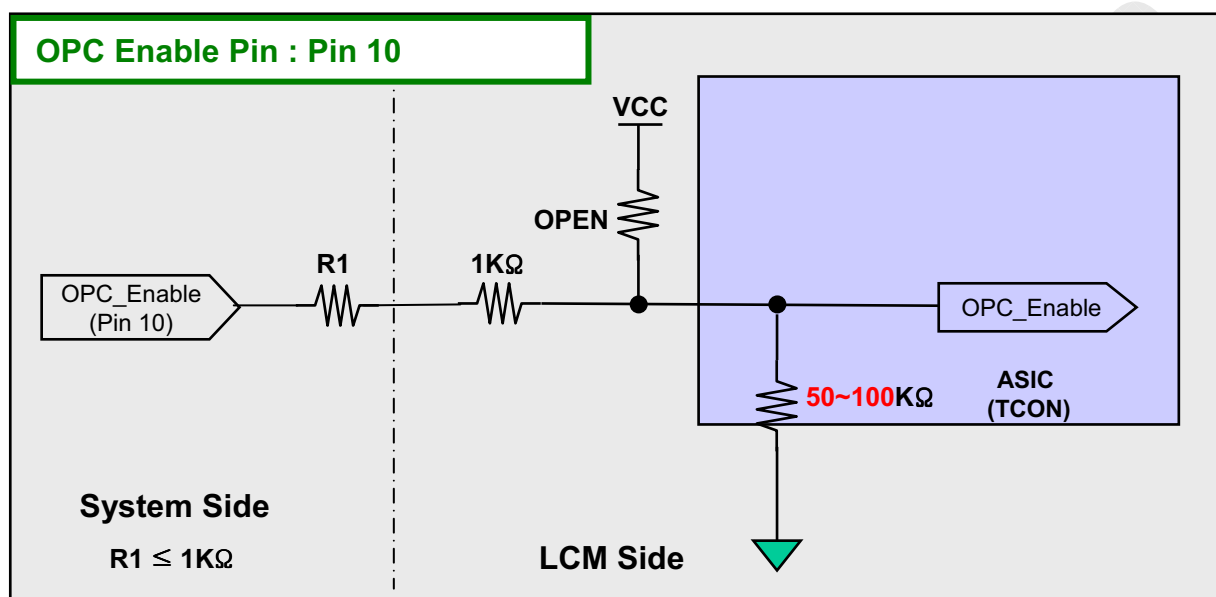 OPC Enable Pin : Pin 10
VCC
OPEN
R1
1KΩ
OPC_Enable
(Pin 10)
OPC_Enable
50~100KΩ
ASIC
(TCON)
System Side
R1 ≤ 1KΩ
LCM Side